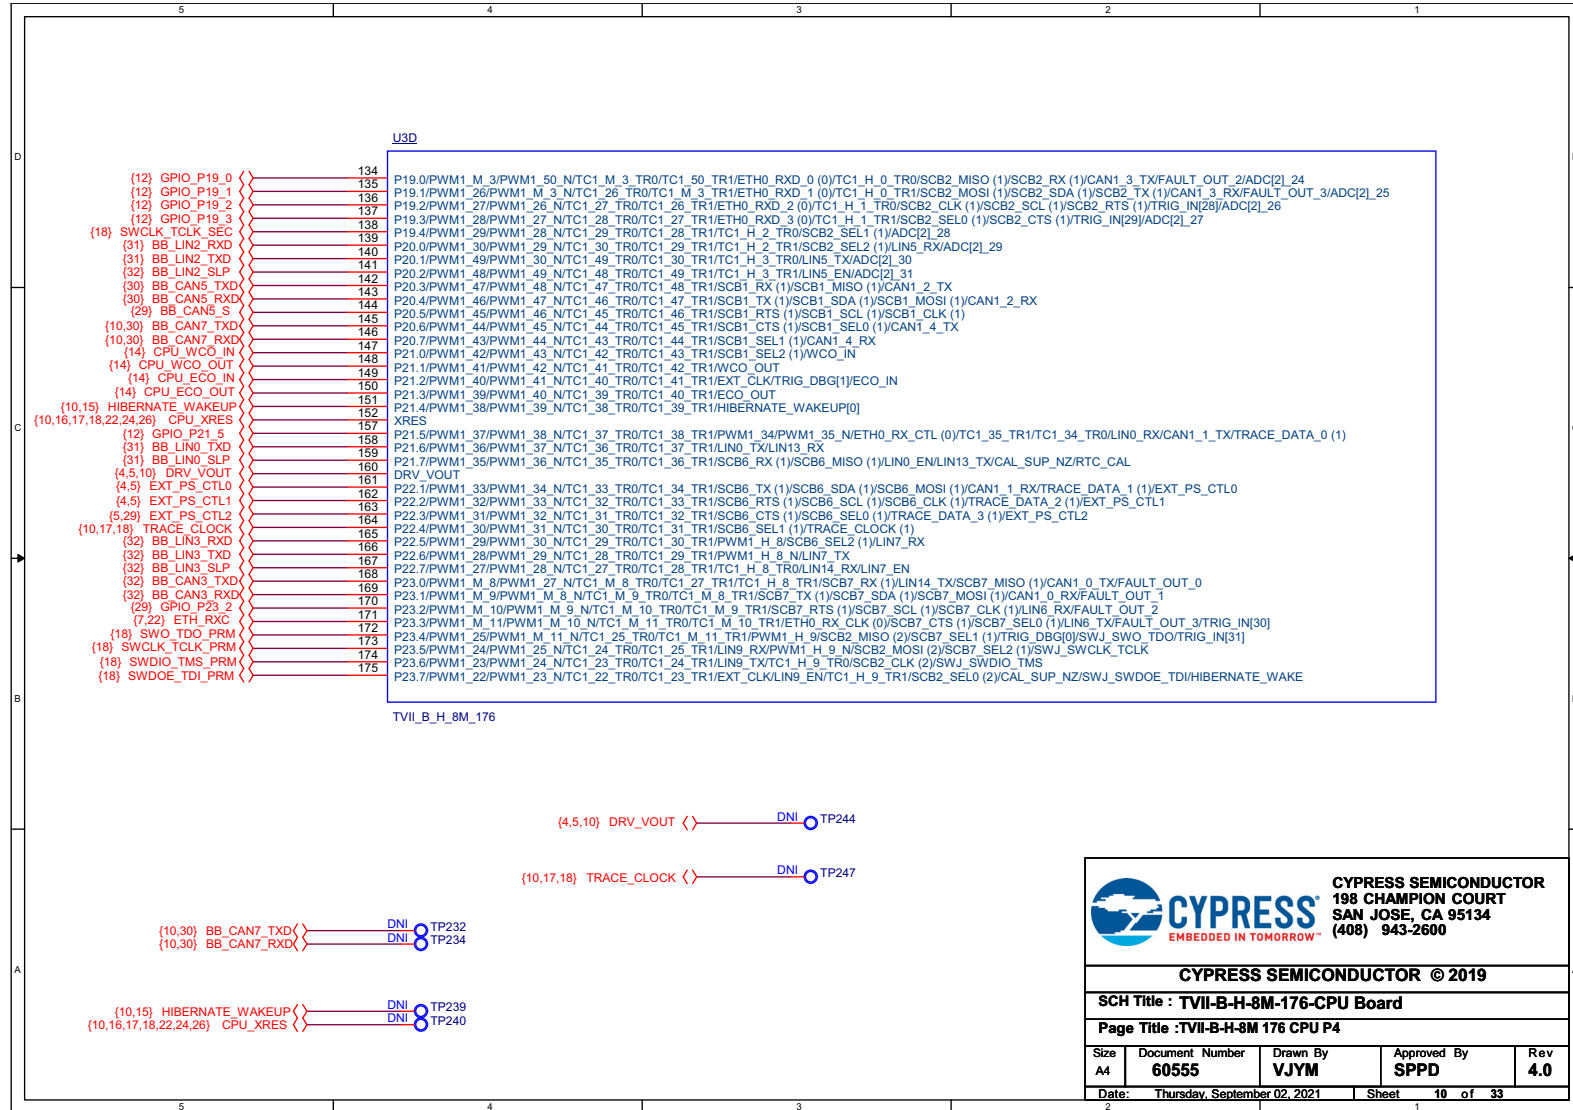 5 4 3 2 1
D
C
B
A
U3D
{12} GPIO_P19_0 134 P19.0/PWM1_M_3/PWM1_50_N/TC1_M_3_TR0/TC1_50_TR1/ETH0_RXD_0 (0)/TC1_H_0_TR0/SCB2_MISO (1)/SCB2_RX (1)/CAN1_3_TX/FAULT_OUT_2/ADC[2]_24
{12} GPIO_P19_1 135 P19.1/PWM1_26/PWM1_M_3_N/TC1_26_TR0/TC1_M_3_TR1/ETH0_RXD_1 (0)/TC1_H_0_TR1/SCB2_MOSI (1)/SCB2_SDA (1)/SCB2_TX (1)/CAN1_3_RX/FAULT_OUT_3/ADC[2]_25
{12} GPIO_P19_2 136 P19.2/PWM1_27/PWM1_26_N/TC1_27_TR0/TC1_26_TR1/ETH0_RXD_2 (0)/TC1_H_1_TR0/SCB2_CLK (1)/SCB2_SCL (1)/SCB2_RTS (1)/TRIG_IN[28]/ADC[2]_26
{12} GPIO_P19_3 137 P19.3/PWM1_28/PWM1_27_N/TC1_28_TR0/TC1_27_TR1/ETH0_RXD_3 (0)/TC1_H_1_TR1/SCB2_SEL0 (1)/SCB2_CTS (1)/TRIG_IN[29]/ADC[2]_27
{18} SWCLK_TCLK_SEC 138 P19.4/PWM1_29/PWM1_28_N/TC1_29_TR0/TC1_28_TR1/TC1_H_2_TR0/SCB2_SEL1 (1)/ADC[2]_28
{31} BB_LIN2_RXD 139 P20.0/PWM1_30/PWM1_29_N/TC1_30_TR0/TC1_29_TR1/TC1_H_2_TR1/SCB2_SEL2 (1)/LIN5_RX/ADC[2]_29
{31} BB_LIN2_TXD 140 P20.1/PWM1_49/PWM1_30_N/TC1_49_TR0/TC1_30_TR1/TC1_H_3_TR0/LIN5_TX/ADC[2]_30
{32} BB_LIN2_SLP 141 P20.2/PWM1_48/PWM1_49_N/TC1_48_TR0/TC1_49_TR1/TC1_H_3_TR1/LIN5_EN/ADC[2]_31
{30} BB_CAN5_TXD 142 P20.3/PWM1_47/PWM1_48_N/TC1_47_TR0/TC1_48_TR1/SCB1_RX (1)/SCB1_MISO (1)/CAN1_2_TX
{30} BB_CAN5_RXD 143 P20.4/PWM1_46/PWM1_47_N/TC1_46_TR0/TC1_47_TR1/SCB1_TX (1)/SCB1_SDA (1)/SCB1_MOSI (1)/CAN1_2_RX
{29} BB_CAN5_S 144 P20.5/PWM1_45/PWM1_46_N/TC1_45_TR0/TC1_46_TR1/SCB1_RTS (1)/SCB1_SCL (1)/SCB1_CLK (1)
{10,30} BB_CAN7_TXD 145 P20.6/PWM1_44/PWM1_45_N/TC1_44_TR0/TC1_45_TR1/SCB1_CTS (1)/SCB1_SEL0 (1)/CAN1_4_TX
{10,30} BB_CAN7_RXD 146 P20.7/PWM1_43/PWM1_44_N/TC1_43_TR0/TC1_44_TR1/SCB1_SEL1 (1)/CAN1_4_RX
{14} CPU_WCO_IN 147 P21.0/PWM1_42/PWM1_43_N/TC1_42_TR0/TC1_43_TR1/SCB1_SEL2 (1)/WCO_IN
{14} CPU_WCO_OUT 148 P21.1/PWM1_41/PWM1_42_N/TC1_41_TR0/TC1_42_TR1/WCO_OUT
{14} CPU_ECO_IN 149 P21.2/PWM1_40/PWM1_41_N/TC1_40_TR0/TC1_41_TR1/EXT_CLK/TRIG_DBG[1]/ECO_IN
{14} CPU_ECO_OUT 150 P21.3/PWM1_39/PWM1_40_N/TC1_39_TR0/TC1_40_TR1/ECO_OUT
{10,15} HIBERNATE_WAKEUP 151 P21.4/PWM1_38/PWM1_39_N/TC1_38_TR0/TC1_39_TR1/HIBERNATE_WAKEUP[0]
{10,16,17,18,22,24,26} CPU_XRES 152 XRES
{12} GPIO_P21_5 157 P21.5/PWM1_37/PWM1_38_N/TC1_37_TR0/TC1_38_TR1/PWM1_34/PWM1_35_N/ETH0_RX_CTL (0)/TC1_35_TR1/TC1_34_TR0/LIN0_RX/CAN1_1_TX/TRACE_DATA_0 (1)
{31} BB_LIN0_TXD 158 P21.6/PWM1_36/PWM1_37_N/TC1_36_TR0/TC1_37_TR1/LIN0_TX/LIN13_RX
{31} BB_LIN0_SLP 159 P21.7/PWM1_35/PWM1_36_N/TC1_35_TR0/TC1_36_TR1/SCB6_RX (1)/SCB6_MISO (1)/LIN0_EN/LIN13_TX/CAL_SUP_NZ/RTC_CAL
{4,5,10} DRV_VOUT 160 DRV_VOUT
{4,5} EXT_PS_CTL0 161 P22.1/PWM1_33/PWM1_34_N/TC1_33_TR0/TC1_34_TR1/SCB6_TX (1)/SCB6_SDA (1)/SCB6_MOSI (1)/CAN1_1_RX/TRACE_DATA_1 (1)/EXT_PS_CTL0
{4,5} EXT_PS_CTL1 162 P22.2/PWM1_32/PWM1_33_N/TC1_32_TR0/TC1_33_TR1/SCB6_RTS (1)/SCB6_SCL (1)/SCB6_CLK (1)/TRACE_DATA_2 (1)/EXT_PS_CTL1
{5,29} EXT_PS_CTL2 163 P22.3/PWM1_31/PWM1_32_N/TC1_31_TR0/TC1_32_TR1/SCB6_CTS (1)/SCB6_SEL0 (1)/TRACE_DATA_3 (1)/EXT_PS_CTL2
{10,17,18} TRACE_CLOCK 164 P22.4/PWM1_30/PWM1_31_N/TC1_30_TR0/TC1_31_TR1/SCB6_SEL1 (1)/TRACE_CLOCK (1)
{32} BB_LIN3_RXD 165 P22.5/PWM1_29/PWM1_30_N/TC1_29_TR0/TC1_30_TR1/PWM1_H_8/SCB6_SEL2 (1)/LIN7_RX
{32} BB_LIN3_TXD 166 P22.6/PWM1_28/PWM1_29_N/TC1_28_TR0/TC1_29_TR1/PWM1_H_8_N/LIN7_TX
{32} BB_LIN3_SLP 167 P22.7/PWM1_27/PWM1_28_N/TC1_27_TR0/TC1_28_TR1/TC1_H_8_TR0/LIN14_RX/LIN7_EN
{32} BB_CAN3_TXD 168 P23.0/PWM1_M_8/PWM1_27_N/TC1_M_8_TR0/TC1_27_TR1/TC1_H_8_TR1/SCB7_RX (1)/LIN14_TX/SCB7_MISO (1)/CAN1_0_TX/FAULT_OUT_0
{32} BB_CAN3_RXD 169 P23.1/PWM1_M_9/PWM1_M_8_N/TC1_M_9_TR0/TC1_M_8_TR1/SCB7_TX (1)/SCB7_SDA (1)/SCB7_MOSI (1)/CAN1_0_RX/FAULT_OUT_1
{29} GPIO_P23_2 170 P23.2/PWM1_M_10/PWM1_M_9_N/TC1_M_10_TR0/TC1_M_9_TR1/SCB7_RTS (1)/SCB7_SCL (1)/SCB7_CLK (1)/LIN6_RX/FAULT_OUT_2
{7,22} ETH_RXC 171 P23.3/PWM1_M_11/PWM1_M_10_N/TC1_M_11_TR0/TC1_M_10_TR1/ETH0_RX_CLK (0)/SCB7_CTS (1)/SCB7_SEL0 (1)/LIN6_TX/FAULT_OUT_3/TRIG_IN[30]
{18} SWO_TDO_PRM 172 P23.4/PWM1_25/PWM1_M_11_N/TC1_25_TR0/TC1_M_11_TR1/PWM1_H_9/SCB2_MISO (2)/SCB7_SEL1 (1)/TRIG_DBG[0]/SWJ_SWO_TDO/TRIG_IN[31]
{18} SWCLK_TCLK_PRM 173 P23.5/PWM1_24/PWM1_25_N/TC1_24_TR0/TC1_25_TR1/LIN9_RX/PWM1_H_9_N/SCB2_MOSI (2)/SCB7_SEL2 (1)/SWJ_SWCLK_TCLK
{18} SWDIO_TMS_PRM 174 P23.6/PWM1_23/PWM1_24_N/TC1_23_TR0/TC1_24_TR1/LIN9_TX/TC1_H_9_TR0/SCB2_CLK (2)/SWJ_SWDIO_TMS
{18} SWDOE_TDI_PRM 175 P23.7/PWM1_22/PWM1_23_N/TC1_22_TR0/TC1_23_TR1/EXT_CLK/LIN9_EN/TC1_H_9_TR1/SCB2_SEL0 (2)/CAL_SUP_NZ/SWJ_SWDOE_TDI/HIBERNATE_WAKE
TVII_B_H_8M_176
{4,5,10} DRV_VOUT DNI TP244
{10,17,18} TRACE_CLOCK DNI TP247
{10,30} BB_CAN7_TXD DNI TP232
{10,30} BB_CAN7_RXD DNI TP234
{10,15} HIBERNATE_WAKEUP DNI TP239
{10,16,17,18,22,24,26} CPU_XRES DNI TP240
CYPRESS
EMBEDDED IN TOMORROW™
CYPRESS SEMICONDUCTOR
198 CHAMPION COURT
SAN JOSE, CA 95134
(408) 943-2600
CYPRESS SEMICONDUCTOR © 2019
SCH Title : TVII-B-H-8M-176-CPU Board
Page Title :TVII-B-H-8M 176 CPU P4
Size Document Number Drawn By Approved By Rev
A4 60555 VJYM SPPD 4.0
Date: Thursday, September 02, 2021 Sheet 10 of 33
5 4 3 2 1